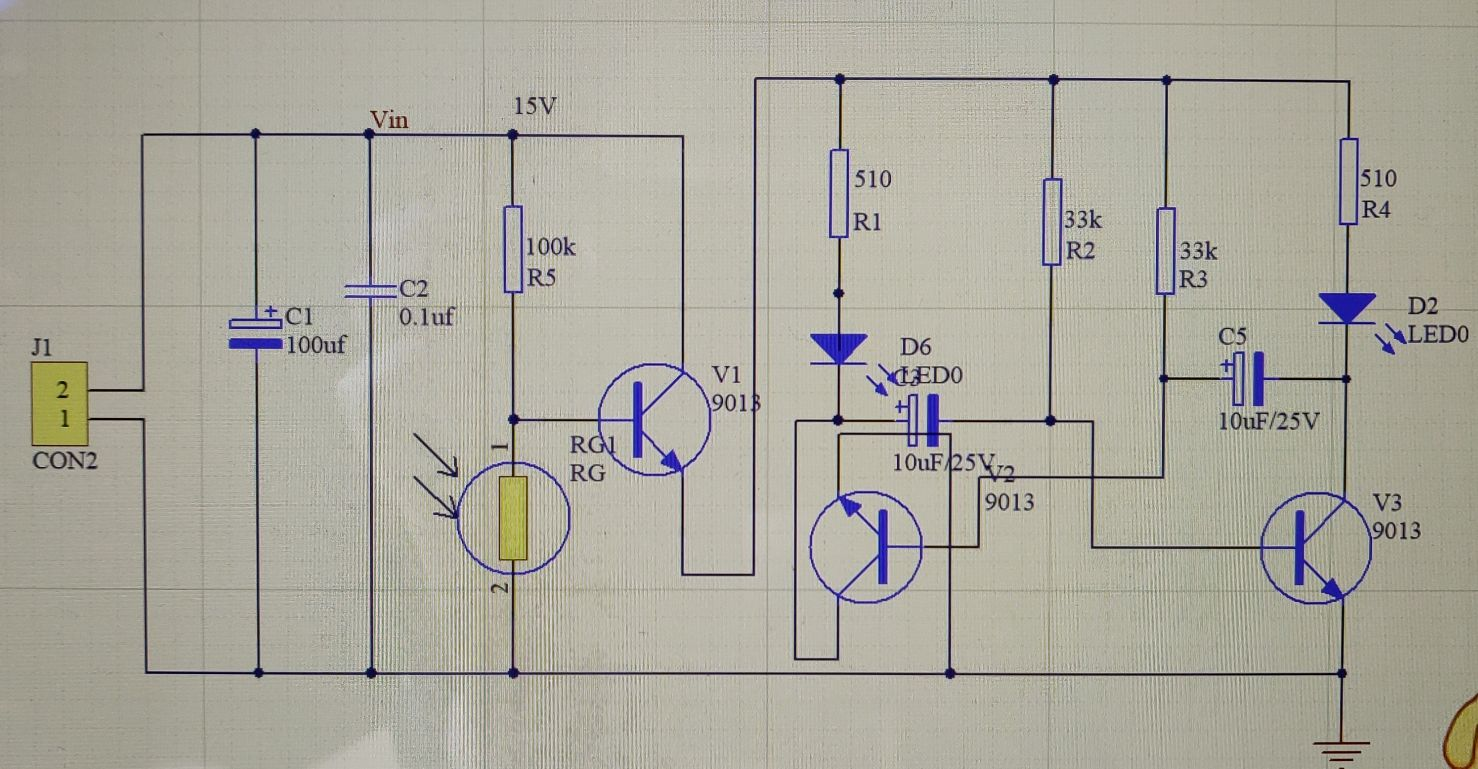 Vin
15V
J1
2
1
CON2
+
C1
100uf
C2
0.1uf
100k
R5
1
RG1
RG
2
V1
9013
510
R1
D6
LED0
C3
+
10uF/25V
33k
R2
V2
9013
33k
R3
C5
+
10uF/25V
510
R4
D2
LED0
V3
9013